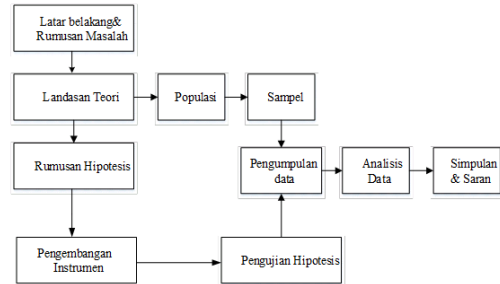 Latar belakang&
Rumusan Masalah
Landasan Teori
Populasi
Sampel
Rumusan Hipotesis
Pengumpulan
data
Analisis
Data
Simpulan
& Saran
Pengembangan
Instrumen
Pengujian Hipotesis